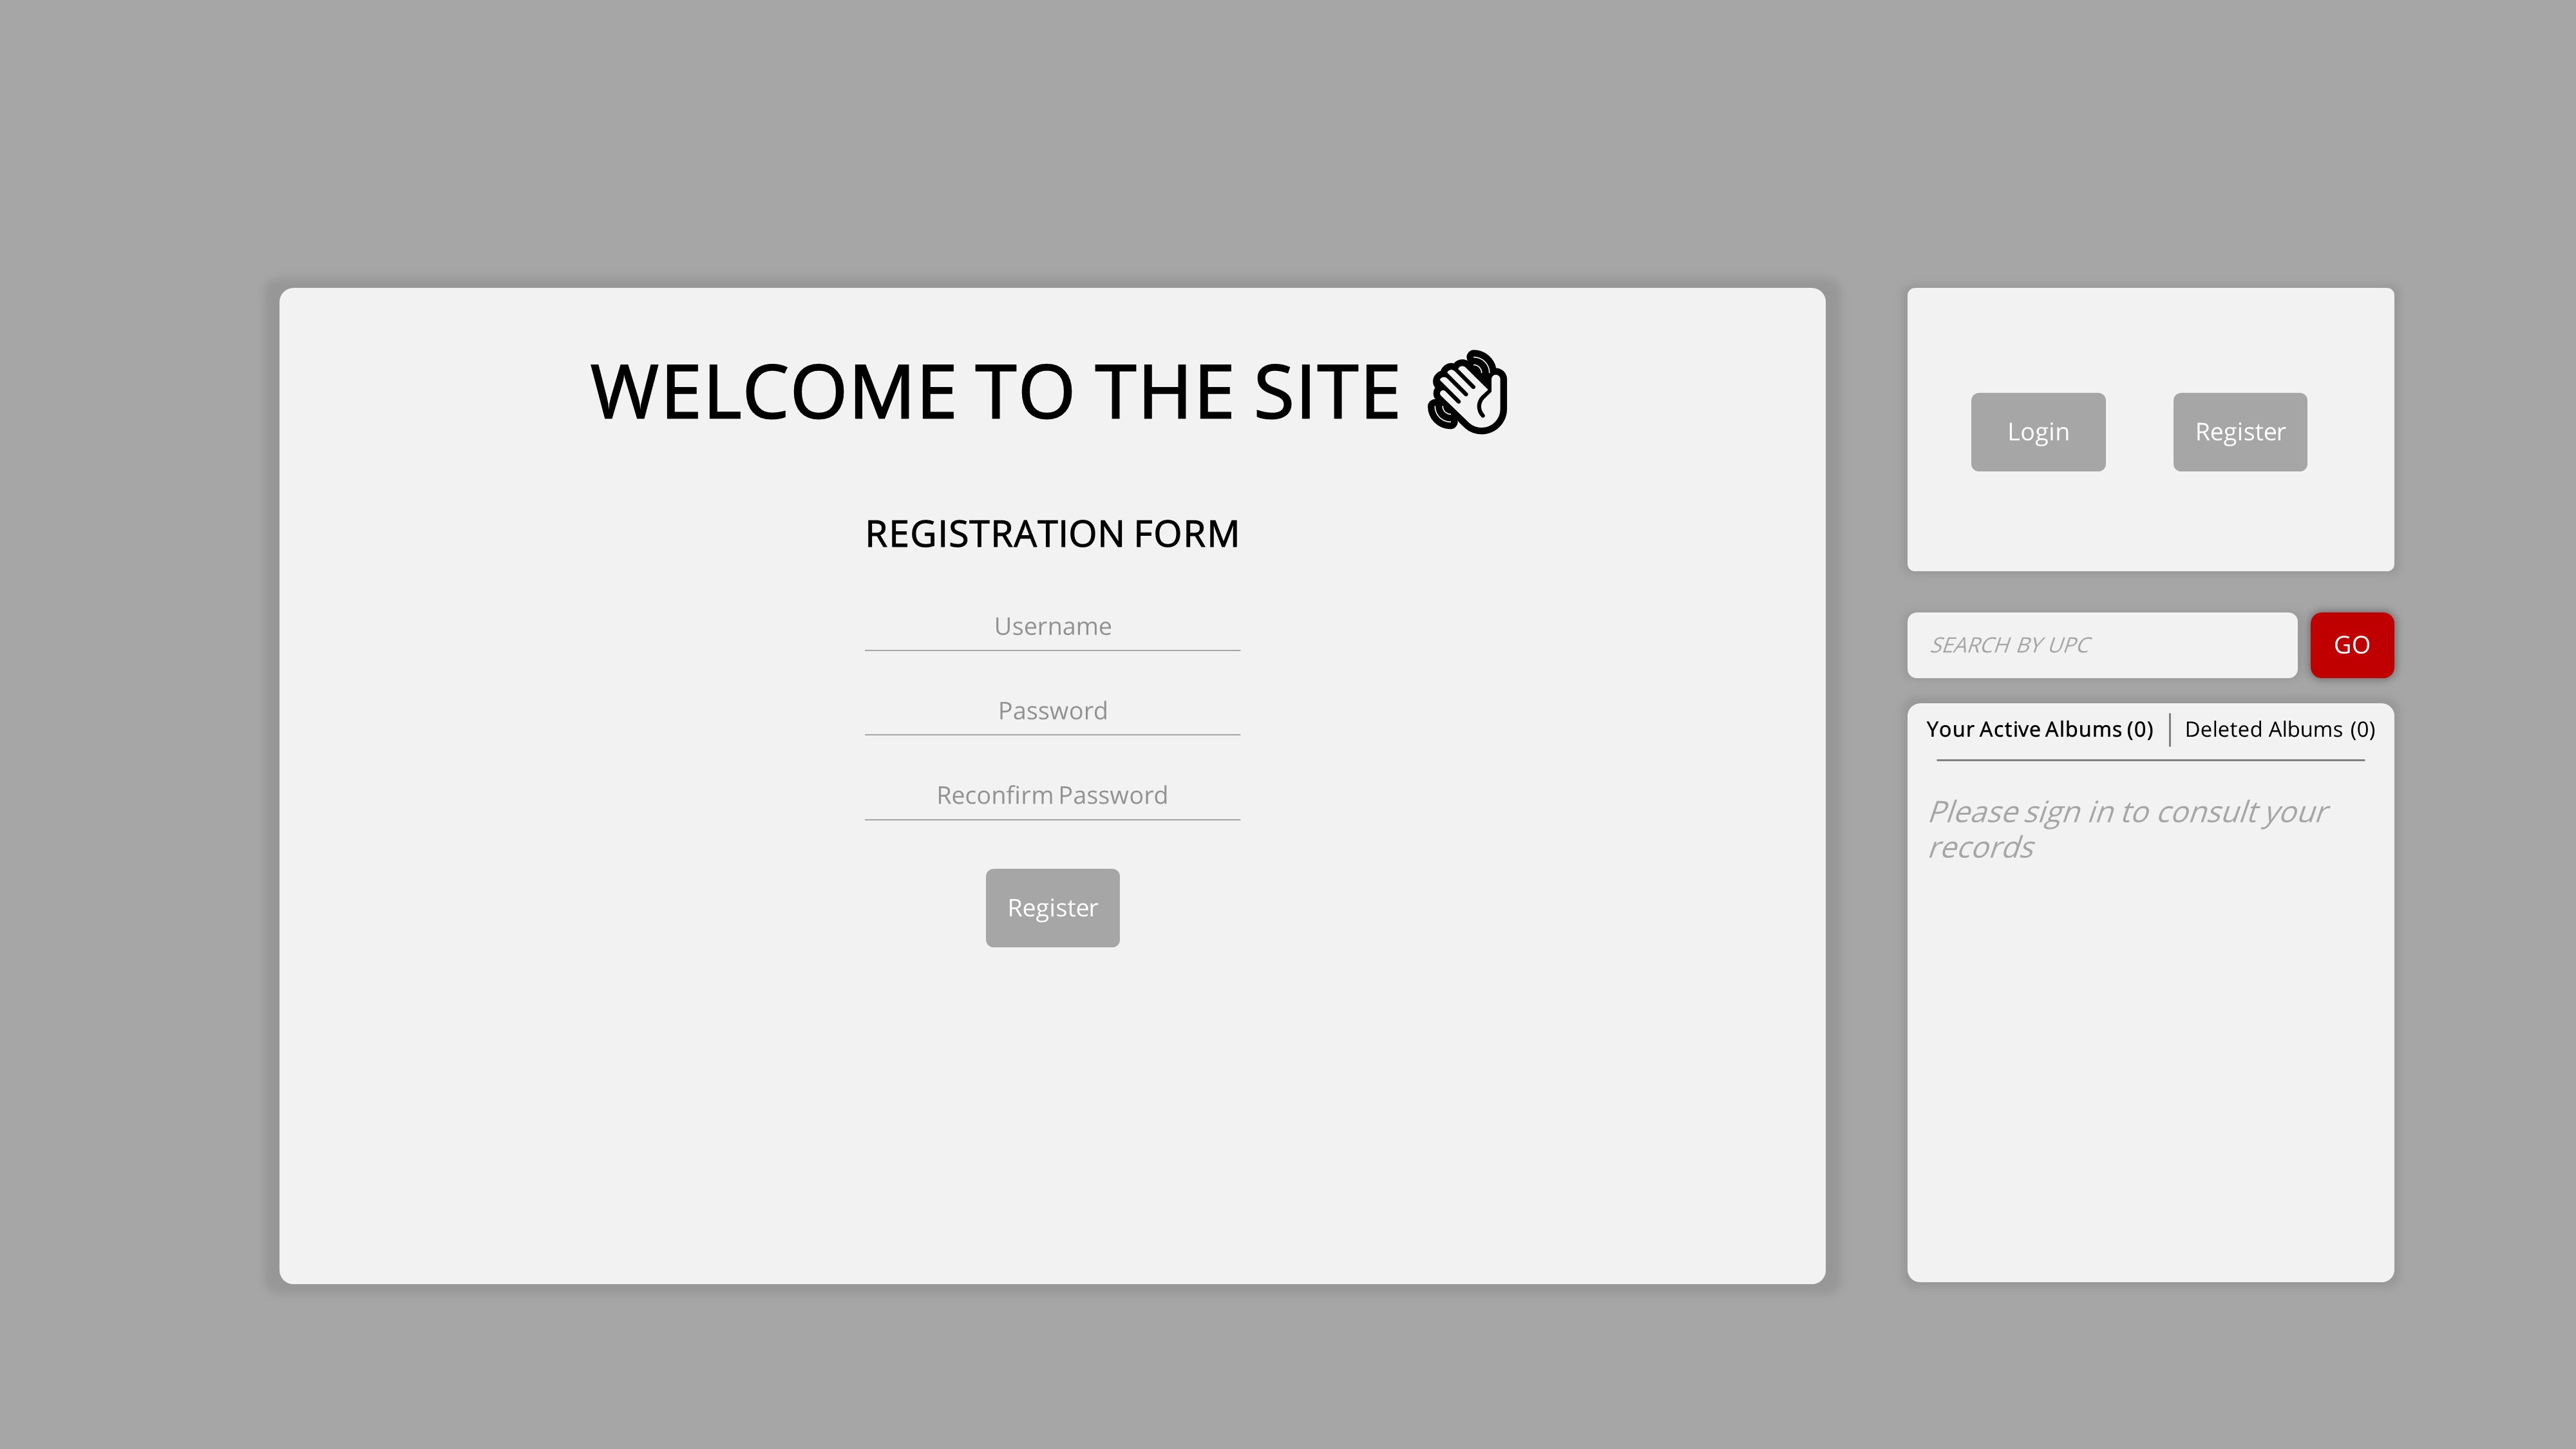 WELCOME TO THE SITE
REGISTRATION FORM
Username
Password
Reconfirm Password
Register
Login
Register
SEARCH BY UPC
GO
Your Active Albums (0)
Deleted Albums (0)
Please sign in to consult your
records